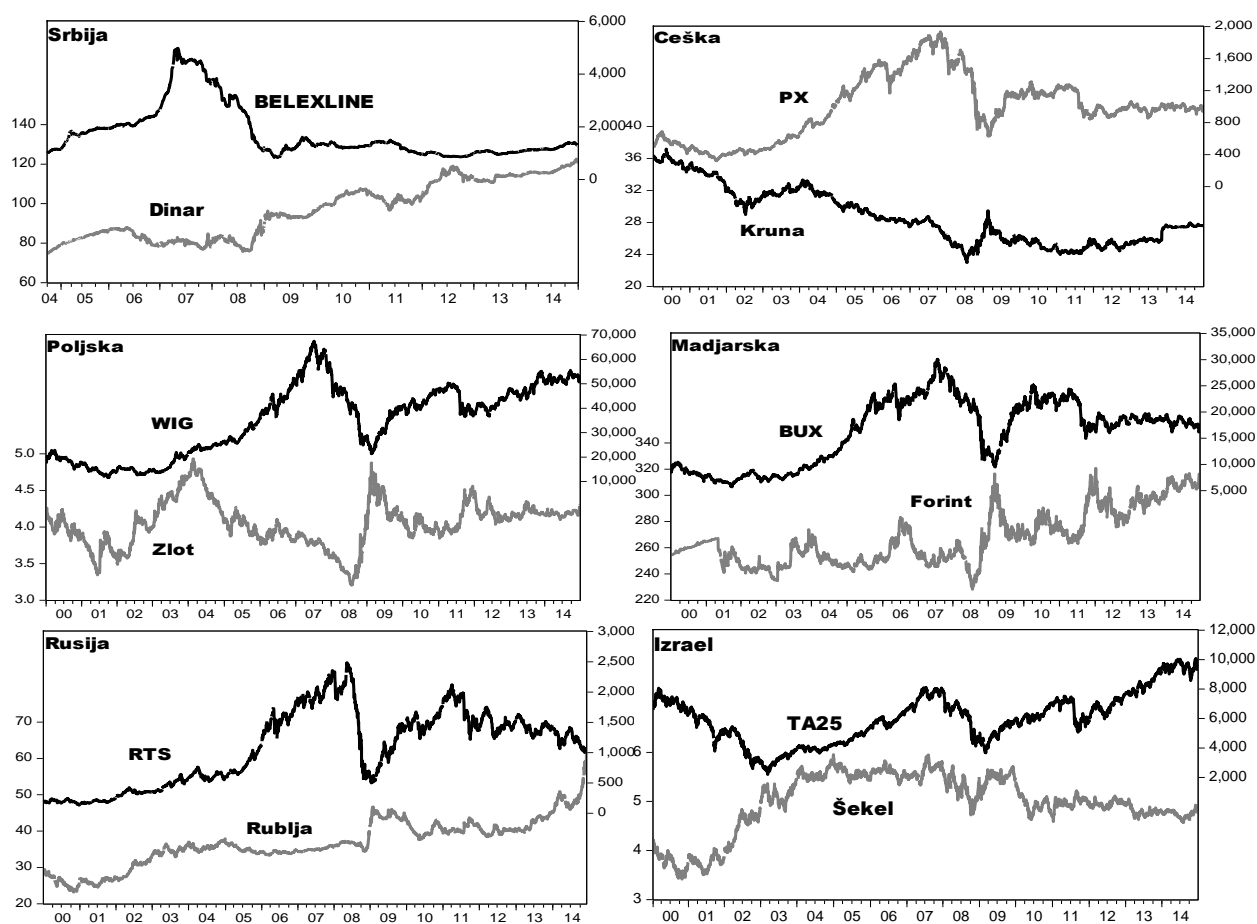 Srbija
6,000
4,000
2,000
0
BELEXLINE
140
120
100
80
60
Dinar
04 05 06 07 08 09 10 11 12 13 14
Ceška
2,000
1,600
1,200
800
400
0
PX
40
36
32
28
24
20
Kruna
00 01 02 03 04 05 06 07 08 09 10 11 12 13 14
Poljska
70,000
60,000
50,000
40,000
30,000
20,000
10,000
WIG
5.0
4.5
4.0
3.5
3.0
Zlot
00 01 02 03 04 05 06 07 08 09 10 11 12 13 14
Madjarska
35,000
30,000
25,000
20,000
15,000
10,000
5,000
BUX
340
320
300
280
260
240
220
Forint
00 01 02 03 04 05 06 07 08 09 10 11 12 13 14
Rusija
3,000
2,500
2,000
1,500
1,000
500
0
RTS
70
60
50
40
30
20
Rublja
00 01 02 03 04 05 06 07 08 09 10 11 12 13 14
Izrael
12,000
10,000
8,000
6,000
4,000
2,000
TA25
6
5
4
3
Šekel
00 01 02 03 04 05 06 07 08 09 10 11 12 13 14